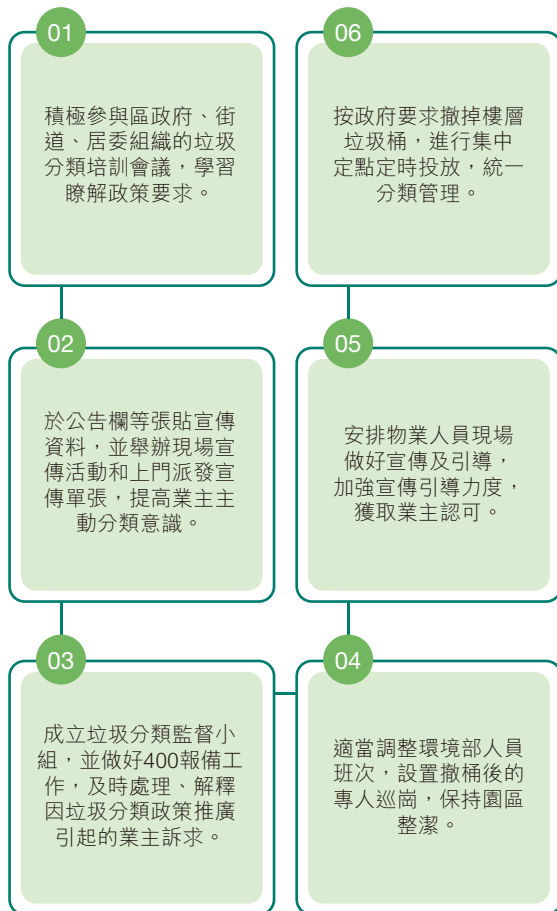 01
積極參與區政府、街
道、居委組織的垃圾
分類培訓會議，學習
瞭解政策要求。
02
於公告欄等張貼宣傳
資料，並舉辦現場宣
傳活動和上門派發宣
傳單張，提高業主主
動分類意識。
03
成立垃圾分類監督小
組，並做好400報備工
作，及時處理、解釋
因垃圾分類政策推廣
引起的業主訴求。
04
適當調整環境部人員
班次，設置撤桶後的
專人巡崗，保持園區
整潔。
05
安排物業人員現場
做好宣傳及引導，
加強宣傳引導力度，
獲取業主認可。
06
按政府要求撤掉樓層
垃圾桶，進行集中
定點定時投放，統一
分類管理。